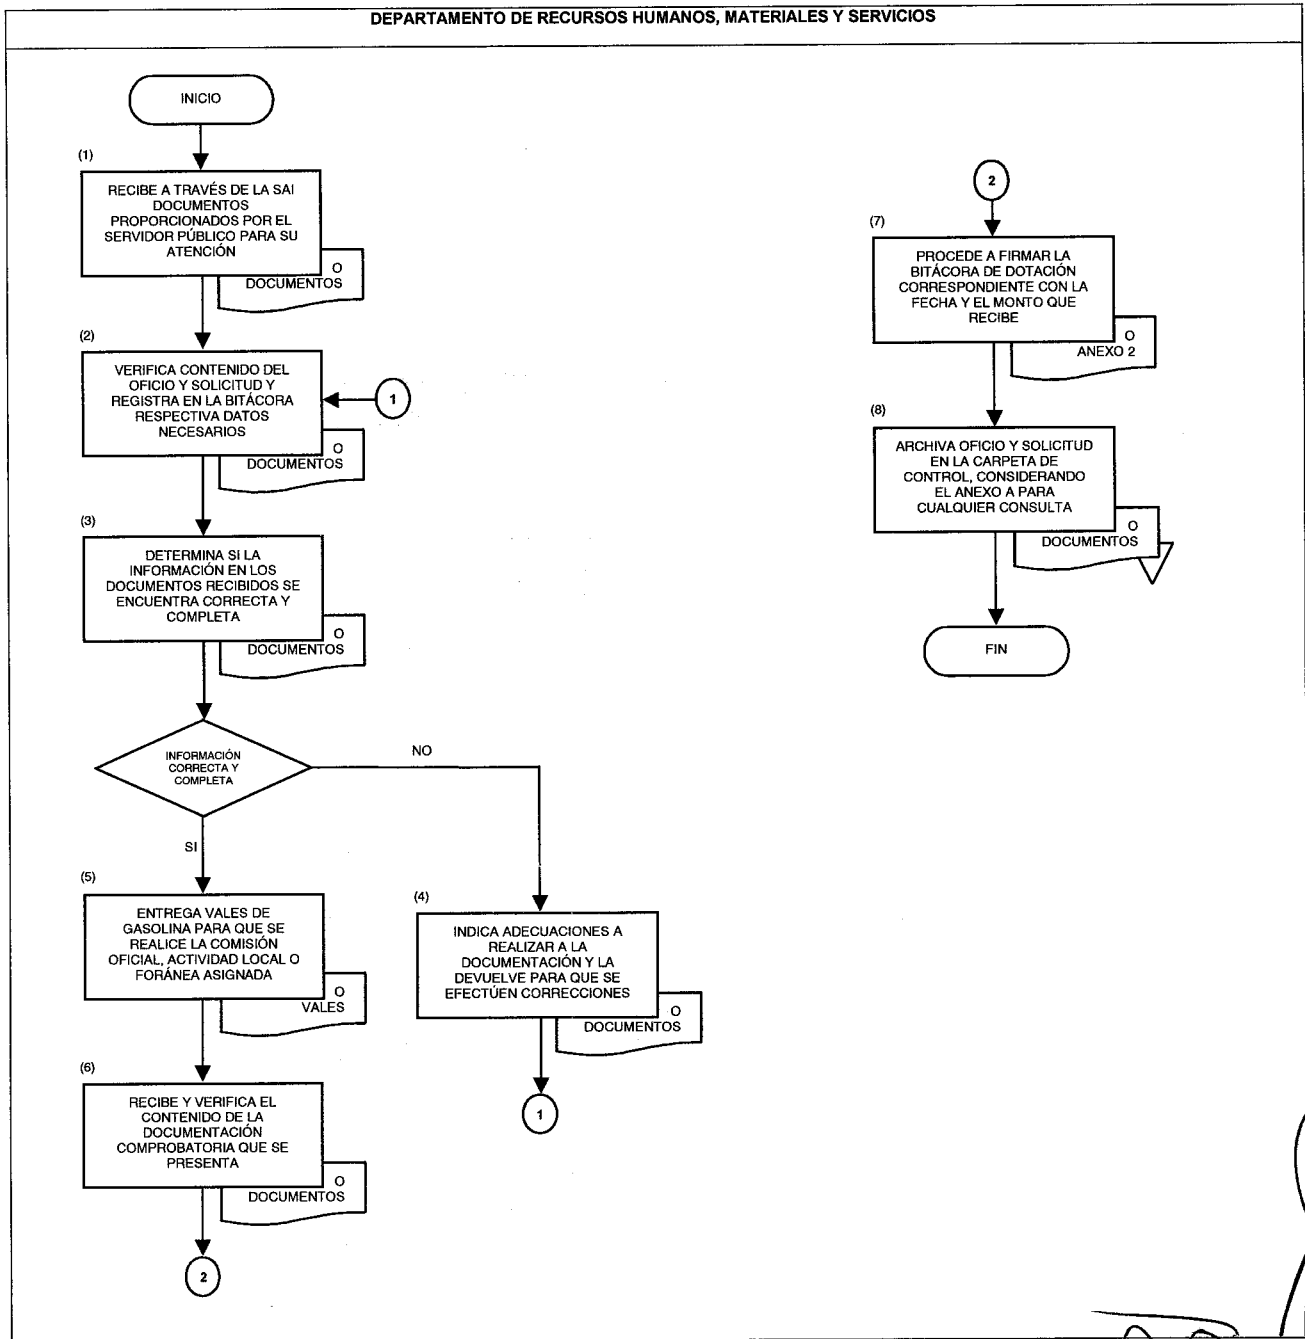 DEPARTAMENTO DE RECURSOS HUMANOS, MATERIALES Y SERVICIOS
INICIO
(1)
RECIBE A TRAVÉS DE LA SAI
DOCUMENTOS
PROPORCIONADOS POR EL
SERVIDOR PÚBLICO PARA SU
ATENCIÓN
O
DOCUMENTOS
(2)
VERIFICA CONTENIDO DEL
OFICIO Y SOLICITUD Y
REGISTRA EN LA BITÁCORA
RESPECTIVA DATOS
NECESARIOS
1
O
DOCUMENTOS
(3)
DETERMINA SI LA
INFORMACIÓN EN LOS
DOCUMENTOS RECIBIDOS SE
ENCUENTRA CORRECTA Y
COMPLETA
O
DOCUMENTOS
INFORMACIÓN
CORRECTA Y
COMPLETA
NO
SI
(5)
ENTREGA VALES DE
GASOLINA PARA QUE SE
REALICE LA COMISIÓN
OFICIAL, ACTIVIDAD LOCAL O
FORÁNEA ASIGNADA
O
VALES
(4)
INDICA ADECUACIONES A
REALIZAR A LA
DOCUMENTACIÓN Y LA
DEVUELVE PARA QUE SE
EFECTÚEN CORRECCIONES
O
DOCUMENTOS
1
(6)
RECIBE Y VERIFICA EL
CONTENIDO DE LA
DOCUMENTACIÓN
COMPROBATORIA QUE SE
PRESENTA
O
DOCUMENTOS
2
2
(7)
PROCEDE A FIRMAR LA
BITÁCORA DE DOTACIÓN
CORRESPONDIENTE CON LA
FECHA Y EL MONTO QUE
RECIBE
O
ANEXO 2
(8)
ARCHIVA OFICIO Y SOLICITUD
EN LA CARPETA DE
CONTROL, CONSIDERANDO
EL ANEXO A PARA
CUALQUIER CONSULTA
O
DOCUMENTOS
FIN